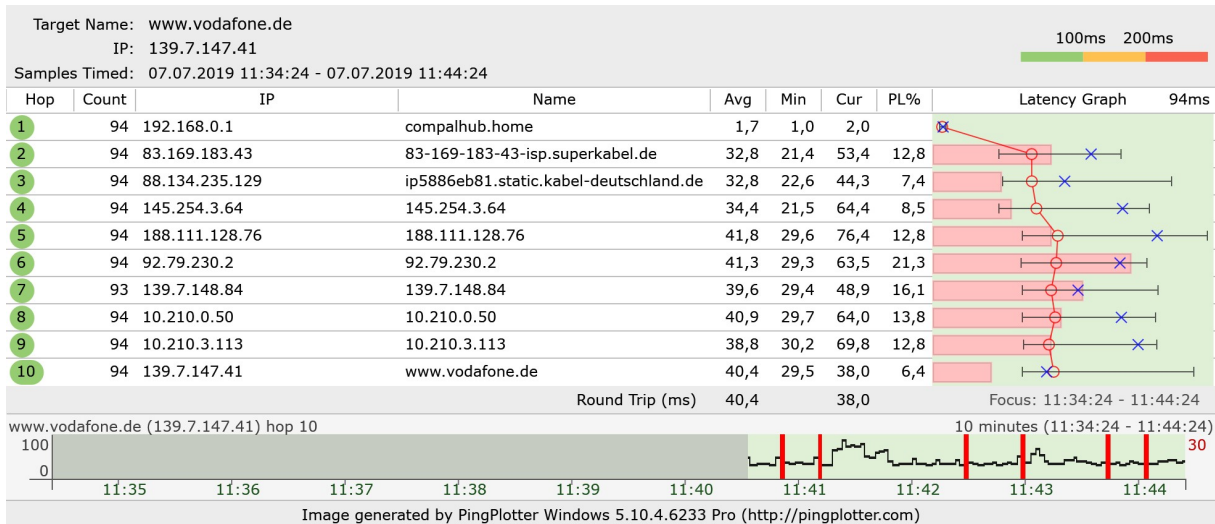 Target Name: www.vodafone.de
IP: 139.7.147.41
Samples Timed: 07.07.2019 11:34:24 - 07.07.2019 11:44:24
100ms 200ms
Hop Count IP Name Avg Min Cur PL% Latency Graph 94ms
1 94 192.168.0.1 compalhub.home 1,7 1,0 2,0
2 94 83.169.183.43 83-169-183-43-isp.superkabel.de 32,8 21,4 53,4 12,8
3 94 88.134.235.129 ip5886eb81.static.kabel-deutschland.de 32,8 22,6 44,3 7,4
4 94 145.254.3.64 145.254.3.64 34,4 21,5 64,4 8,5
5 94 188.111.128.76 188.111.128.76 41,8 29,6 76,4 12,8
6 94 92.79.230.2 92.79.230.2 41,3 29,3 63,5 21,3
7 93 139.7.148.84 139.7.148.84 39,6 29,4 48,9 16,1
8 94 10.210.0.50 10.210.0.50 40,9 29,7 64,0 13,8
9 94 10.210.3.113 10.210.3.113 38,8 30,2 69,8 12,8
10 94 139.7.147.41 www.vodafone.de 40,4 29,5 38,0 6,4
Round Trip (ms) 40,4 38,0 Focus: 11:34:24 - 11:44:24
www.vodafone.de (139.7.147.41) hop 10 10 minutes (11:34:24 - 11:44:24)
100 30
0
11:35 11:36 11:37 11:38 11:39 11:40 11:41 11:42 11:43 11:44
Image generated by PingPlotter Windows 5.10.4.6233 Pro (http://pingplotter.com)